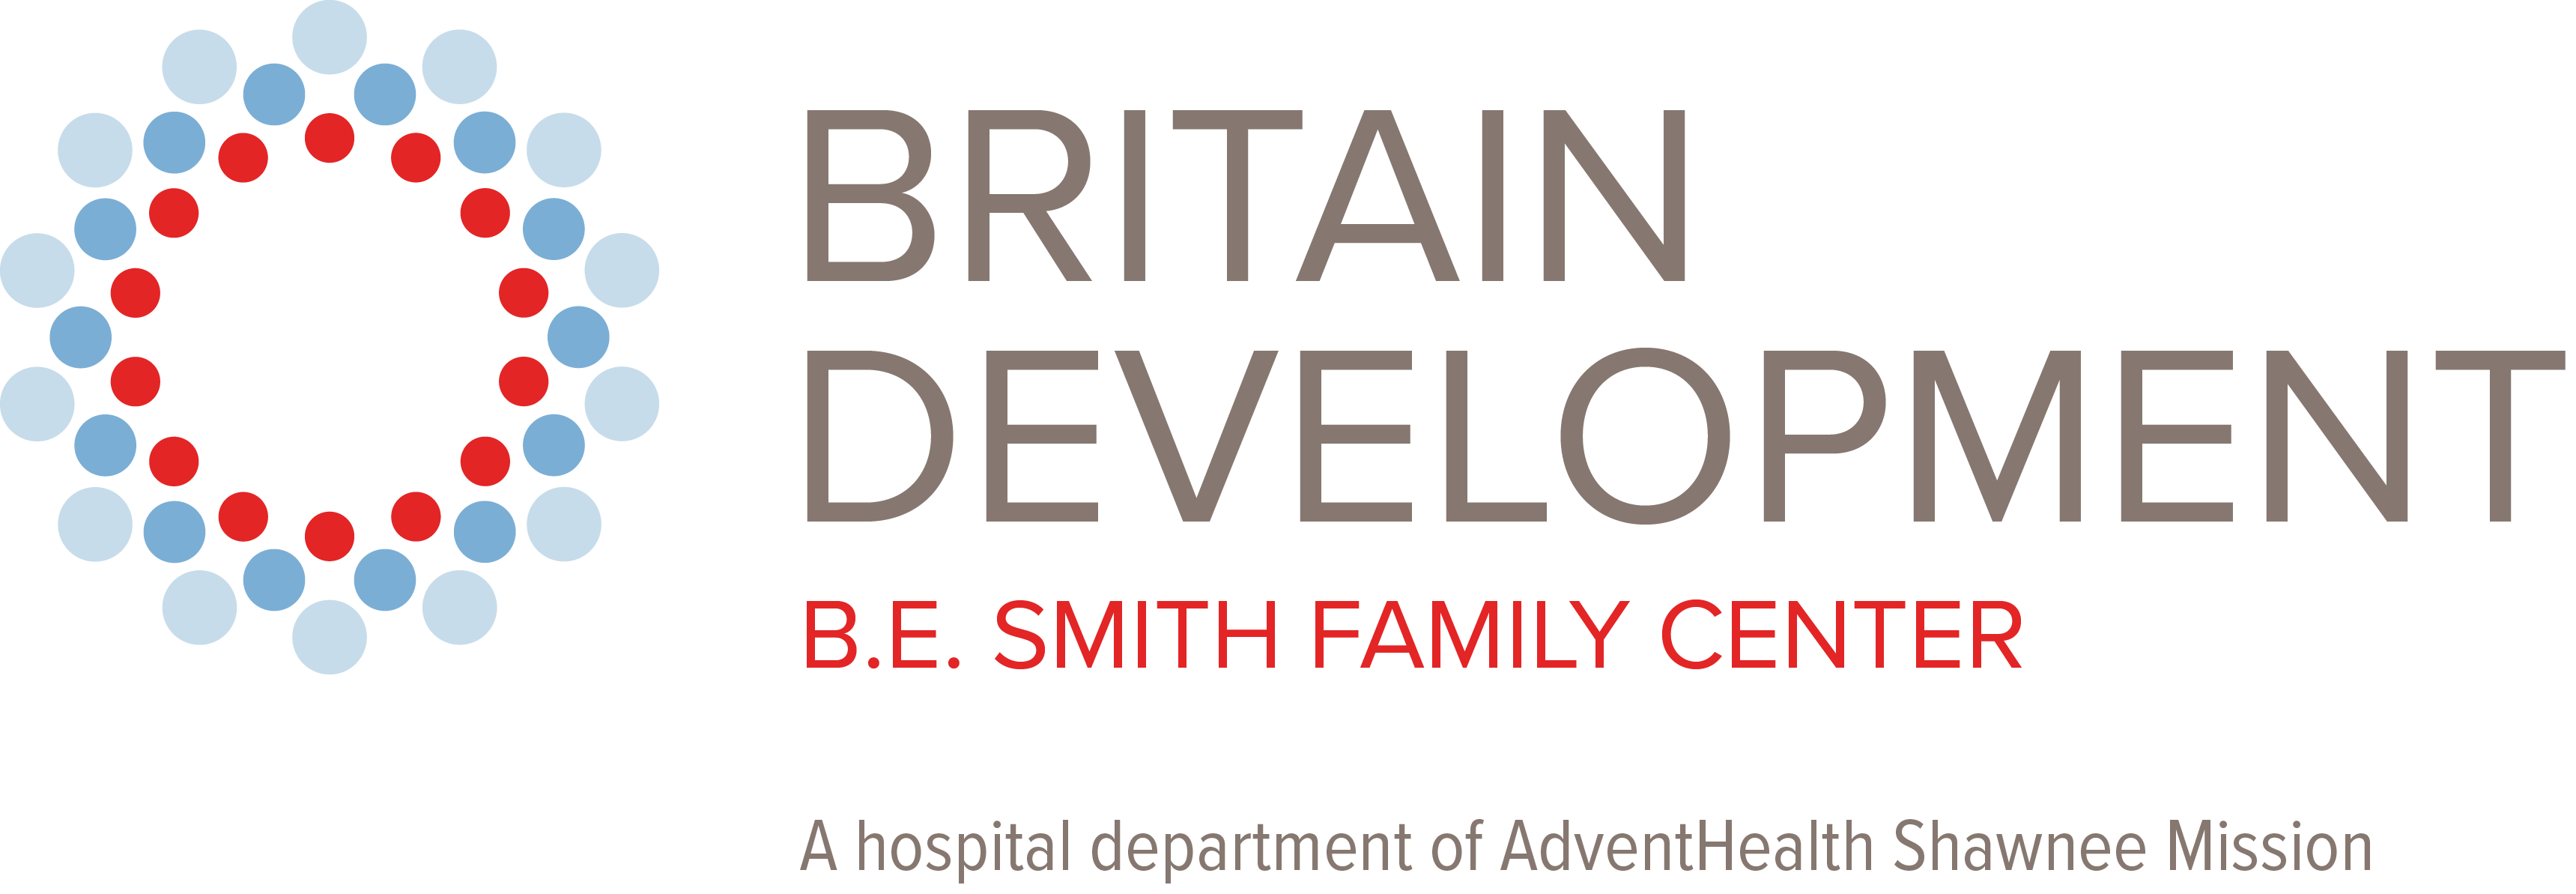 BRITAIN
DEVELOPMENT
B.E. SMITH FAMILY CENTER
A hospital department of AdventHealth Shawnee Mission